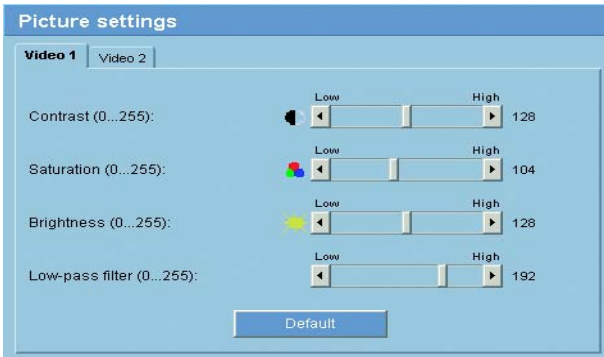 Picture settings
Video 1 Video 2
Low High
Contrast (0...255): 128
Low High
Saturation (0...255): 104
Low High
Brightness (0...255): 128
Low High
Low-pass filter (0...255): 192
Default